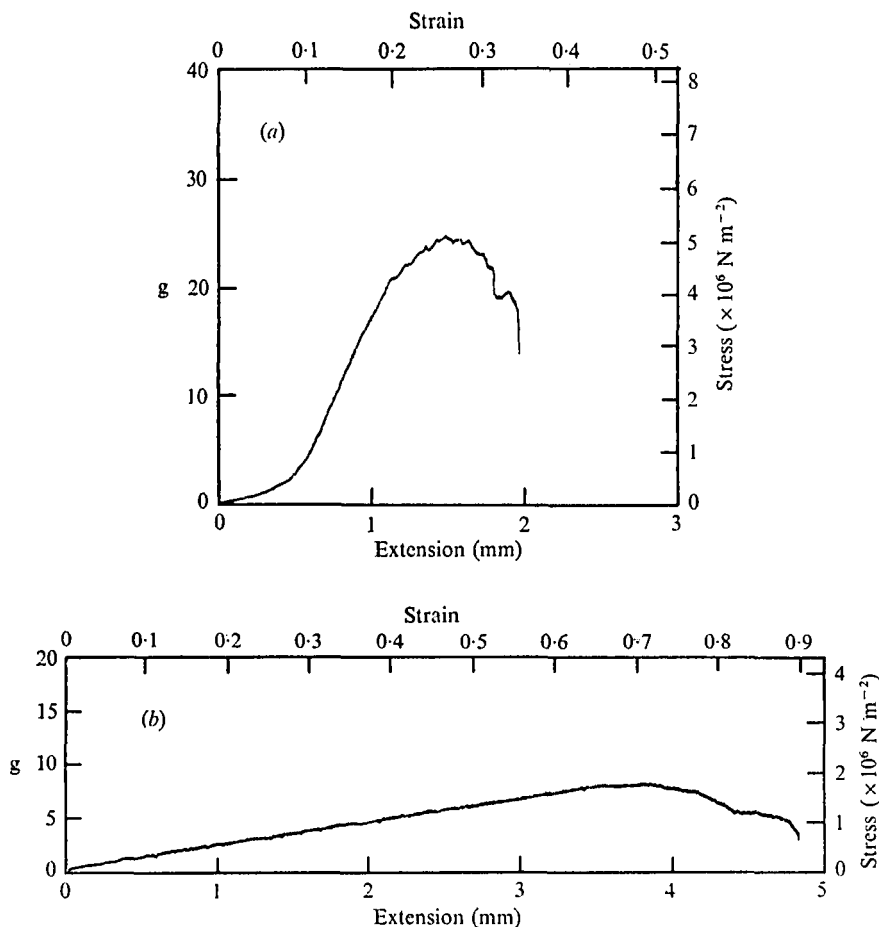 Strain
0 0·1 0·2 0·3 0·4 0·5
40
30
20
10
0
g
(a)
8
7
6
5
4
3
2
1
0
Stress (× 10⁶ N m⁻²)
0 1 2 3
Extension (mm)
Strain
0 0·1 0·2 0·3 0·4 0·5 0·6 0·7 0·8 0·9
20
15
10
5
0
g
(b)
4
3
2
1
0
Stress (× 10⁶ N m⁻²)
0 1 2 3 4 5
Extension (mm)